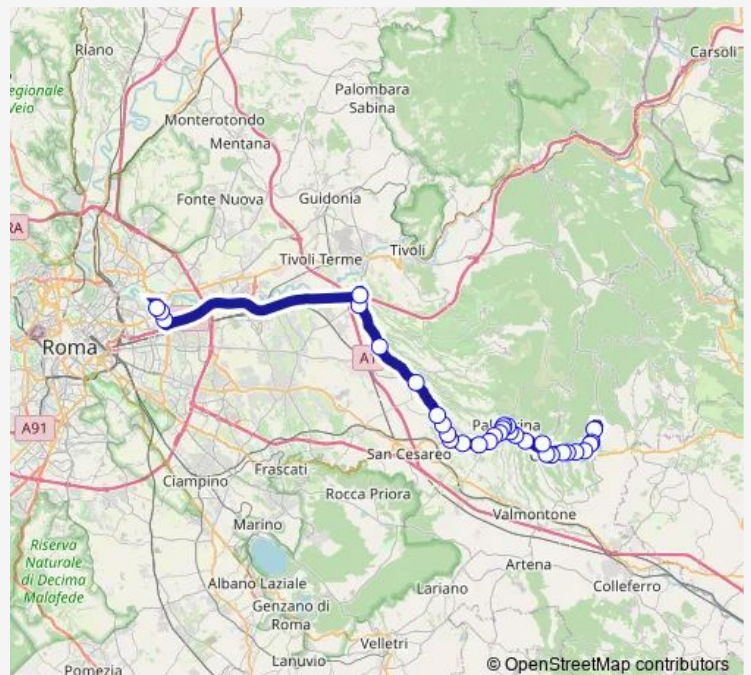 Riano
Carsoli
Palombara
Sabina
egionale
Veio
Monterotondo
Mentana
Fonte Nuova
Guidonia
RA
Tivoli
Tivoli Terme
Roma
A1
A91
San Cesareo
Frascati
Ciampino
Rocca Priora
Valmontone
Marino
Riserva
Naturale
di Decima
Malafede
Artena
Albano Laziale
Lariano
Colleferro
Genzano di
Roma
Velletri
Lanuvio
Pomezia
© OpenStreetMap contributors